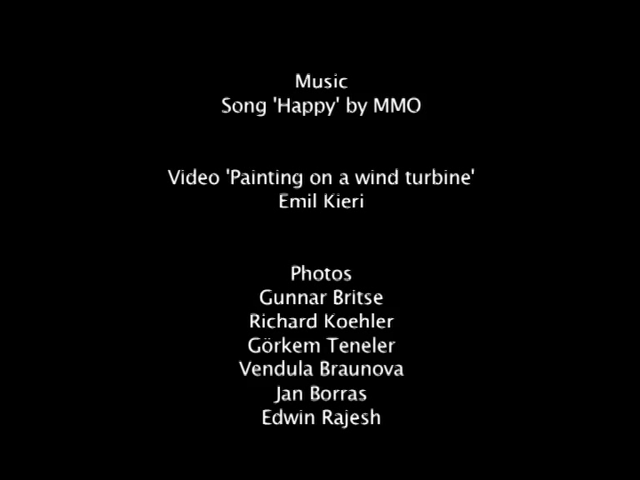 Music
Song 'Happy' by MMO
Video 'Painting on a wind turbine'
Emil Kieri
Photos
Gunnar Britse
Richard Koehler
Görkem Teneler
Vendula Braunova
Jan Borras
Edwin Rajesh